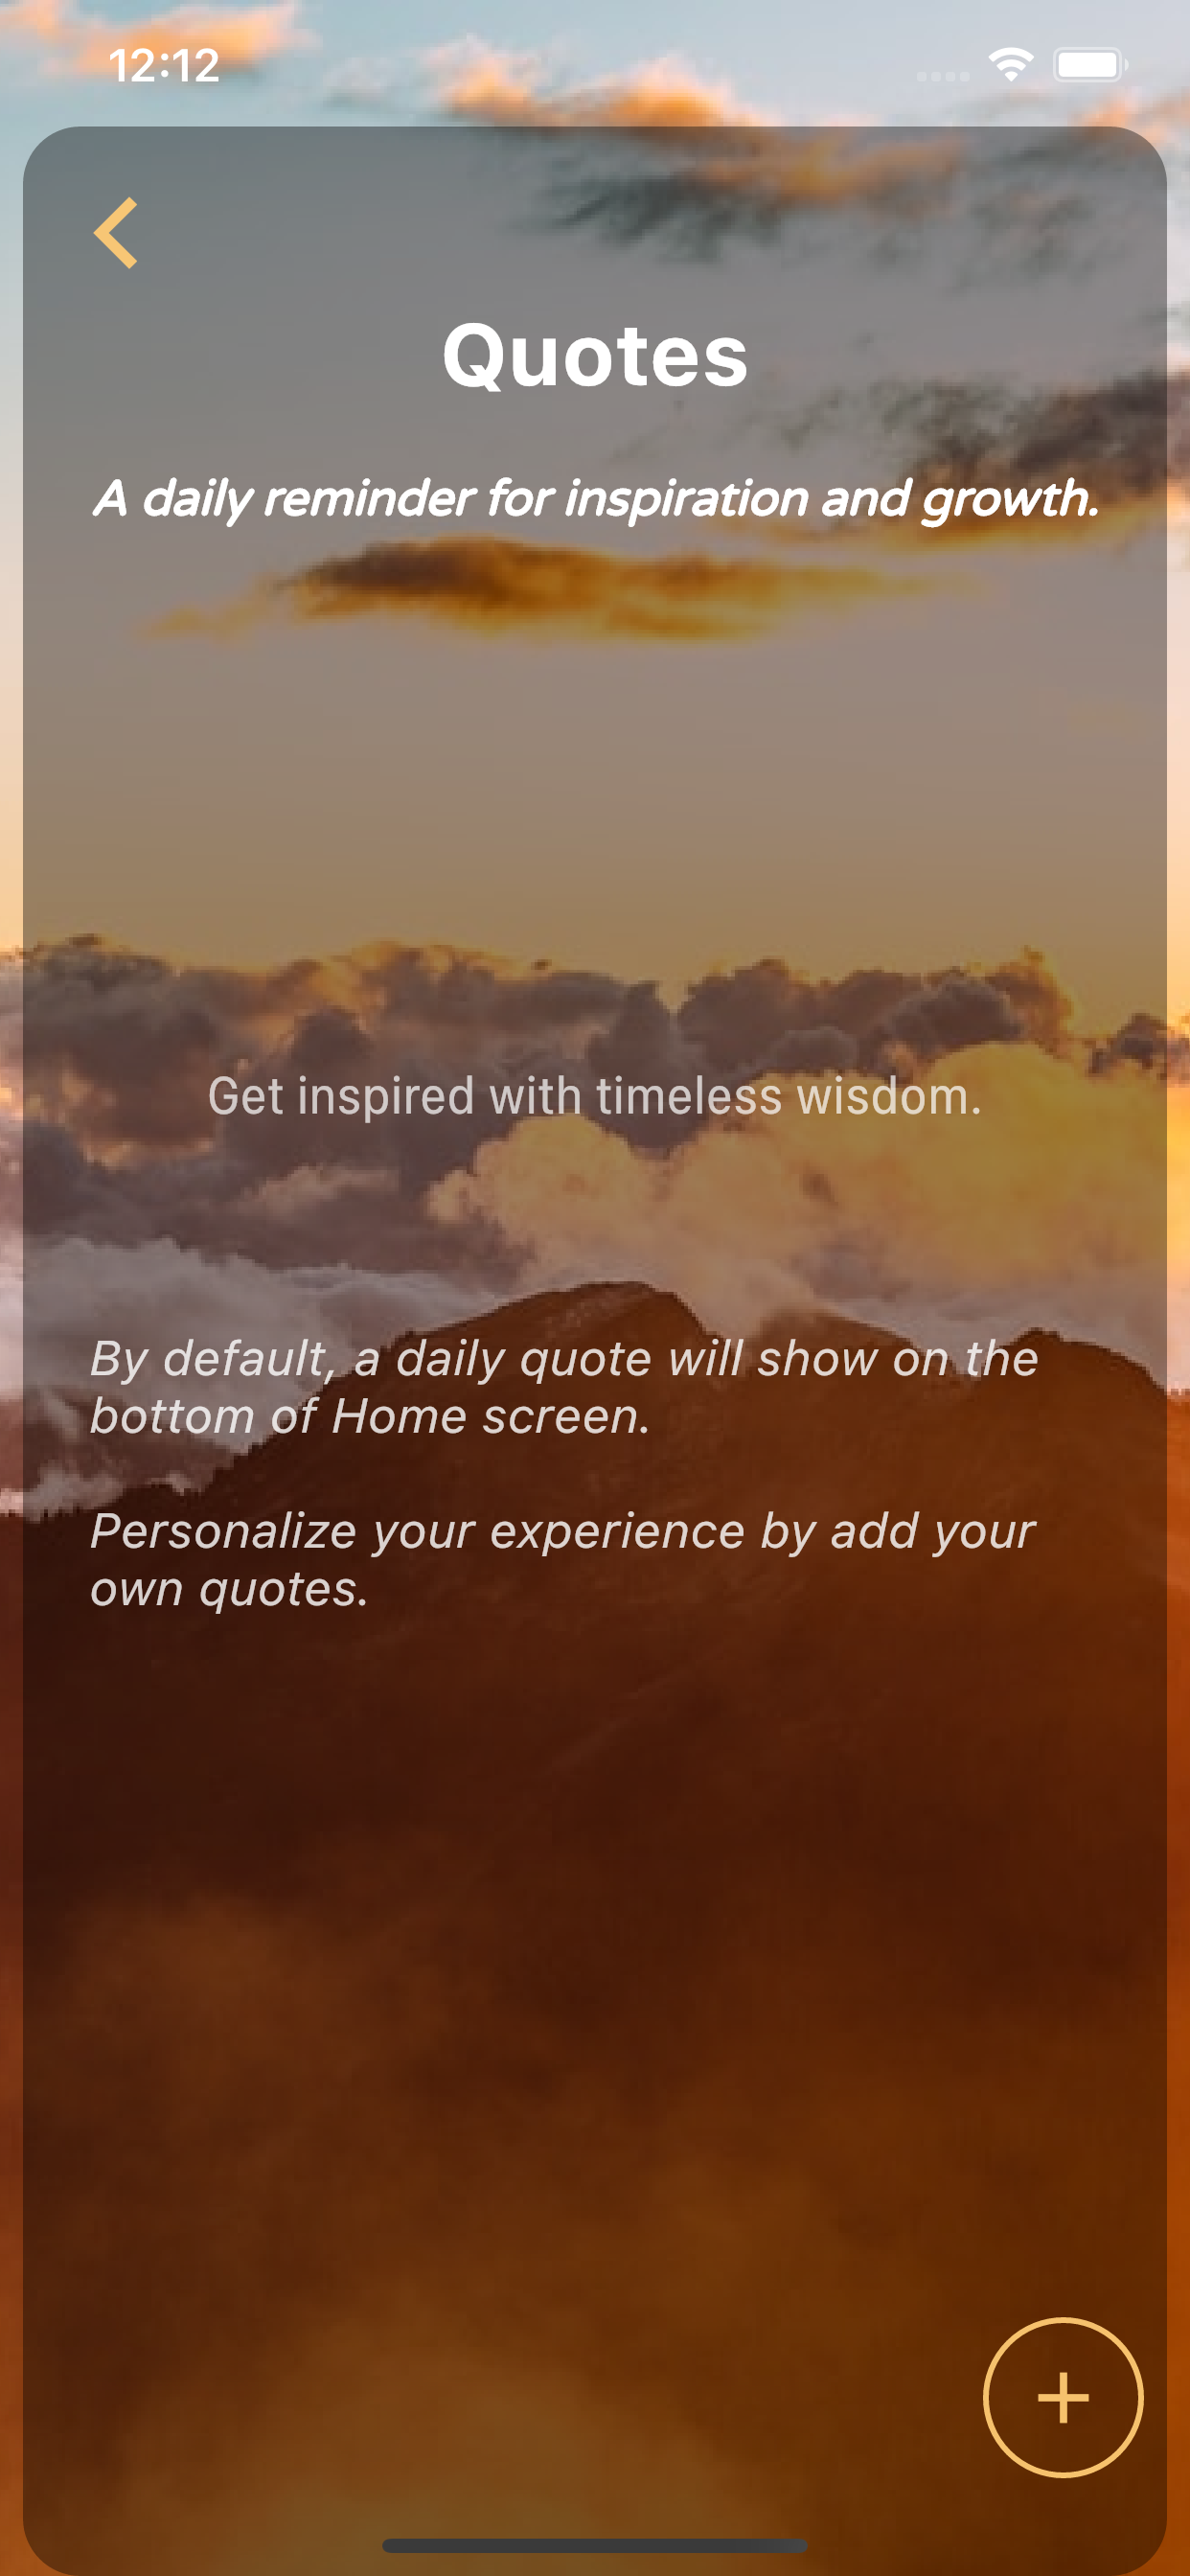 12:12
Quotes
A daily reminder for inspiration and growth.
Get inspired with timeless wisdom.
By default, a daily quote will show on the
bottom of Home screen.
Personalize your experience by add your
own quotes.